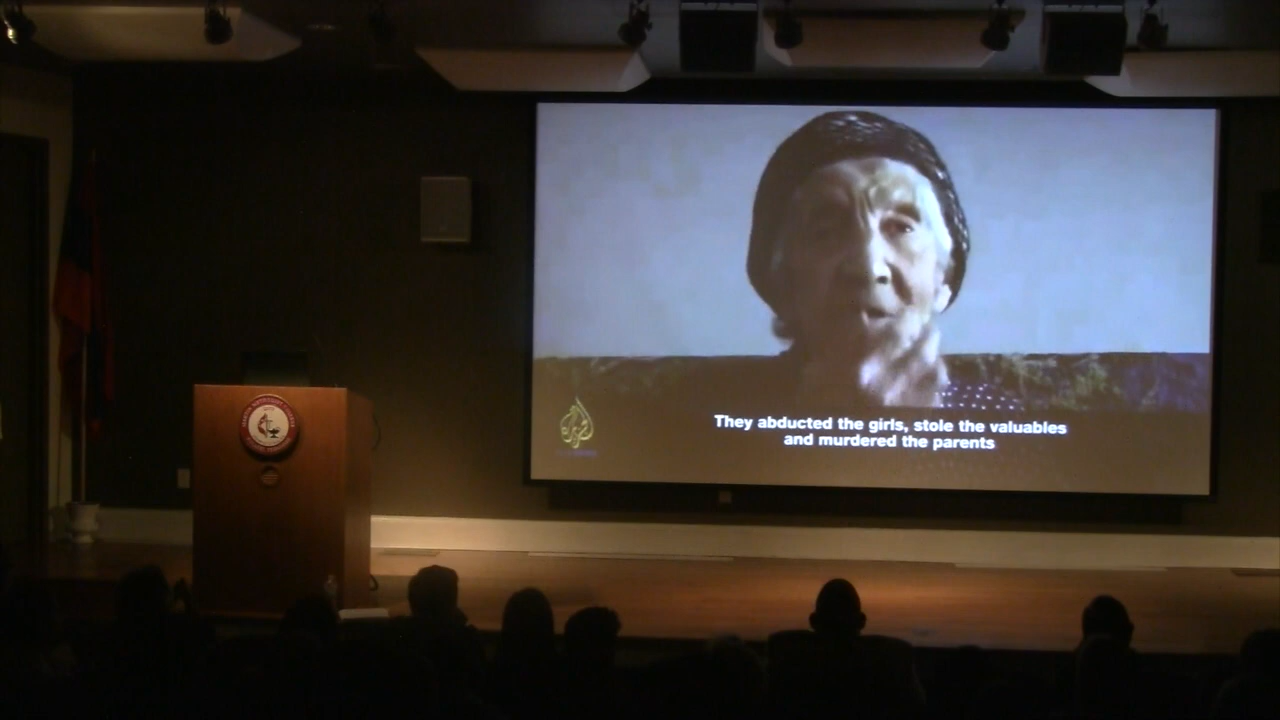 They abducted the girls, stole the valuables
and murdered the parents